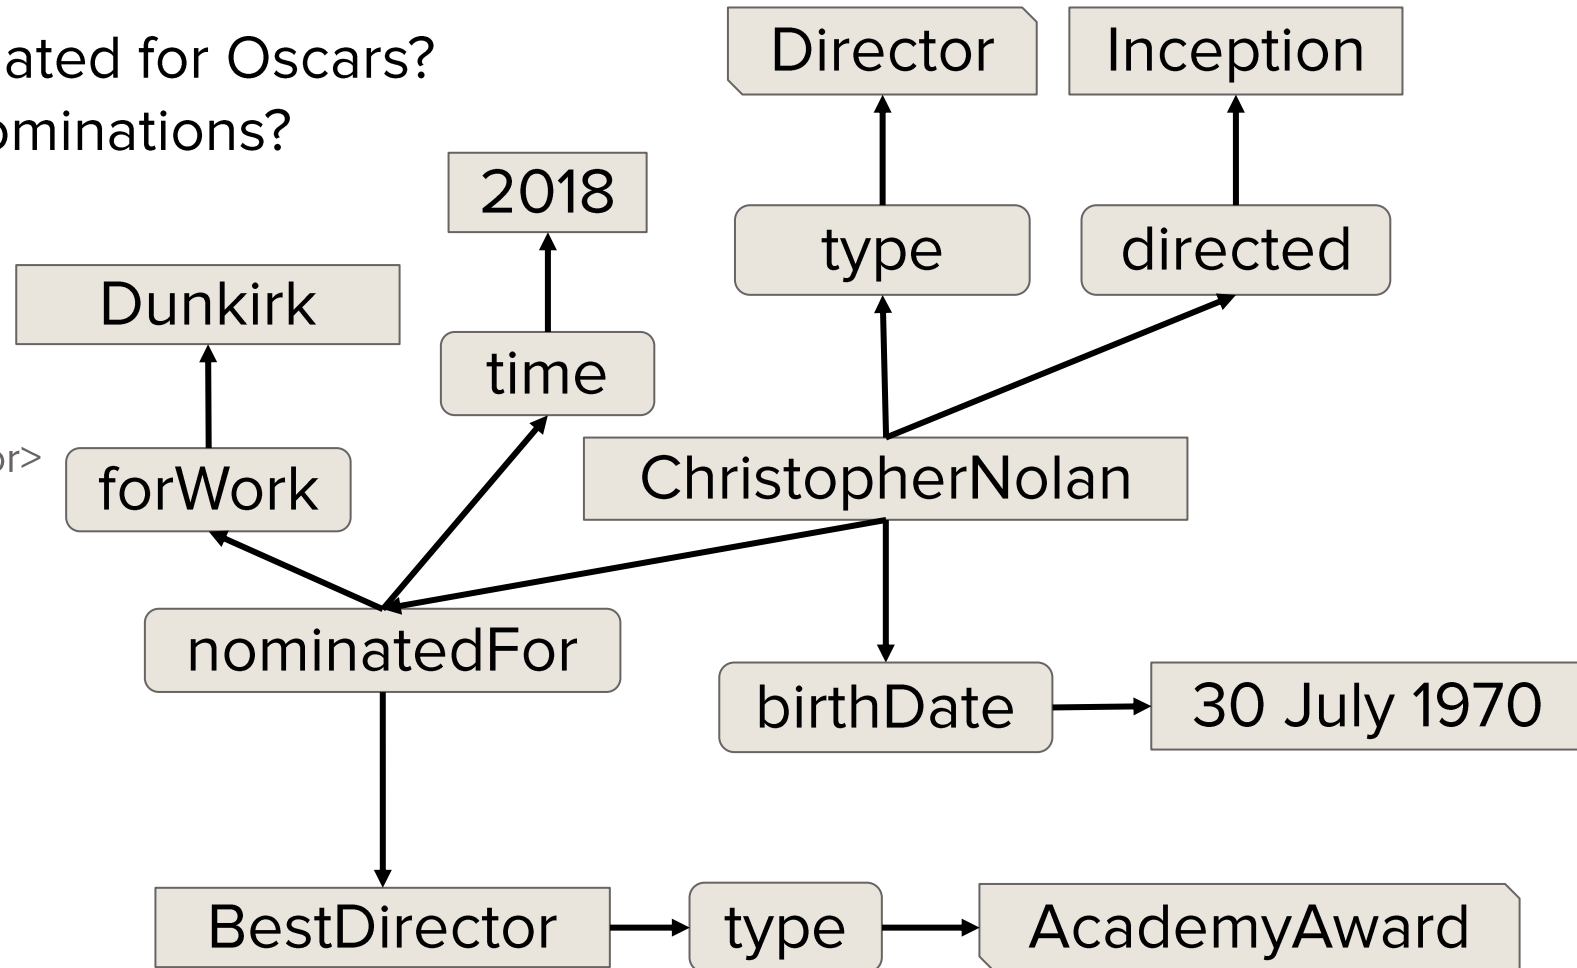 ated for Oscars?
ominations?
Director
Inception
2018
type
directed
Dunkirk
time
or>
forWork
ChristopherNolan
nominatedFor
birthDate
30 July 1970
BestDirector
type
AcademyAward